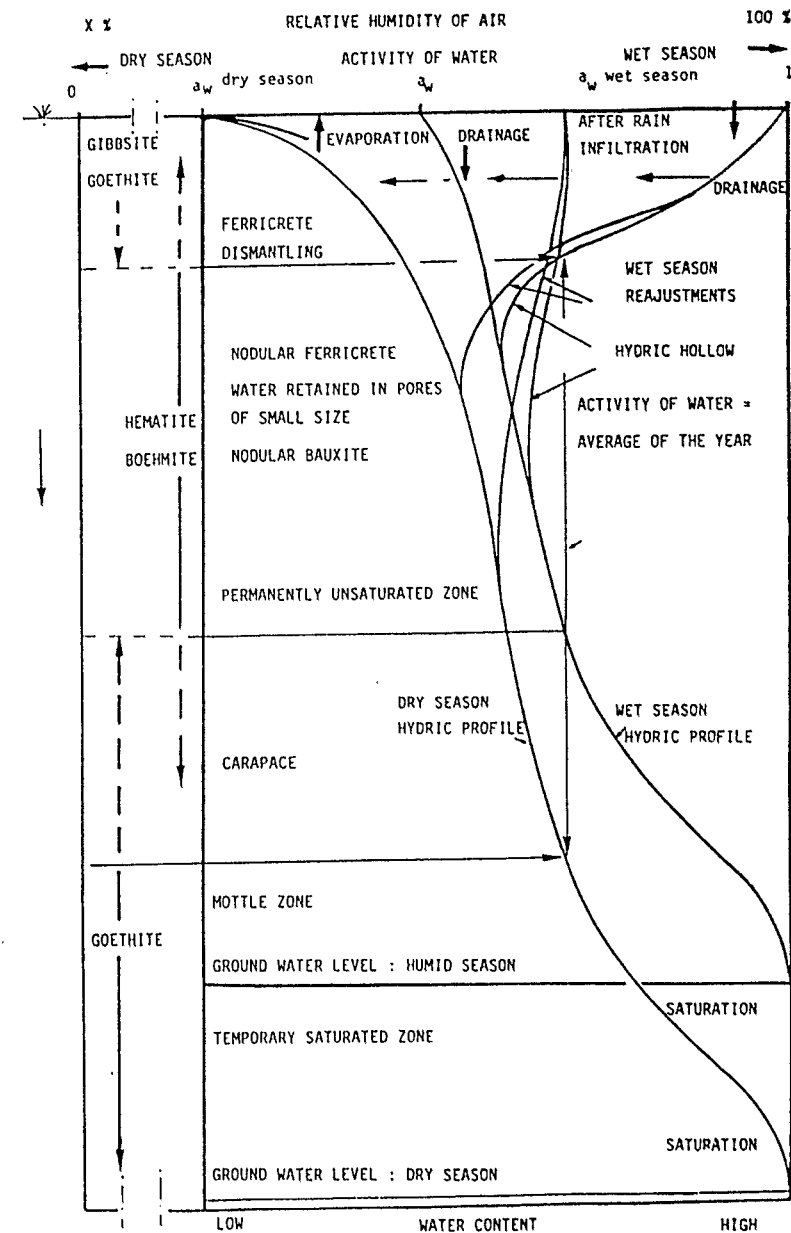 X % RELATIVE HUMIDITY OF AIR 100 %
DRY SEASON ACTIVITY OF WATER WET SEASON
0 aw dry season aw aw wet season 1
GIBBSITE
GOETHITE
EVAPORATION DRAINAGE
AFTER RAIN
INFILTRATION
DRAINAGE
FERRICRETE
DISMANTLING
WET SEASON
REAJUSTMENTS
NODULAR FERRICRETE
HYDRIC HOLLOW
WATER RETAINED IN PORES
OF SMALL SIZE
ACTIVITY OF WATER =
AVERAGE OF THE YEAR
HEMATITE
BOEHMITE
NODULAR BAUXITE
PERMANENTLY UNSATURATED ZONE
DRY SEASON
HYDRIC PROFILE
WET SEASON
HYDRIC PROFILE
CARAPACE
MOTTLE ZONE
GOETHITE
GROUND WATER LEVEL : HUMID SEASON
SATURATION
TEMPORARY SATURATED ZONE
SATURATION
GROUND WATER LEVEL : DRY SEASON
LOW WATER CONTENT HIGH